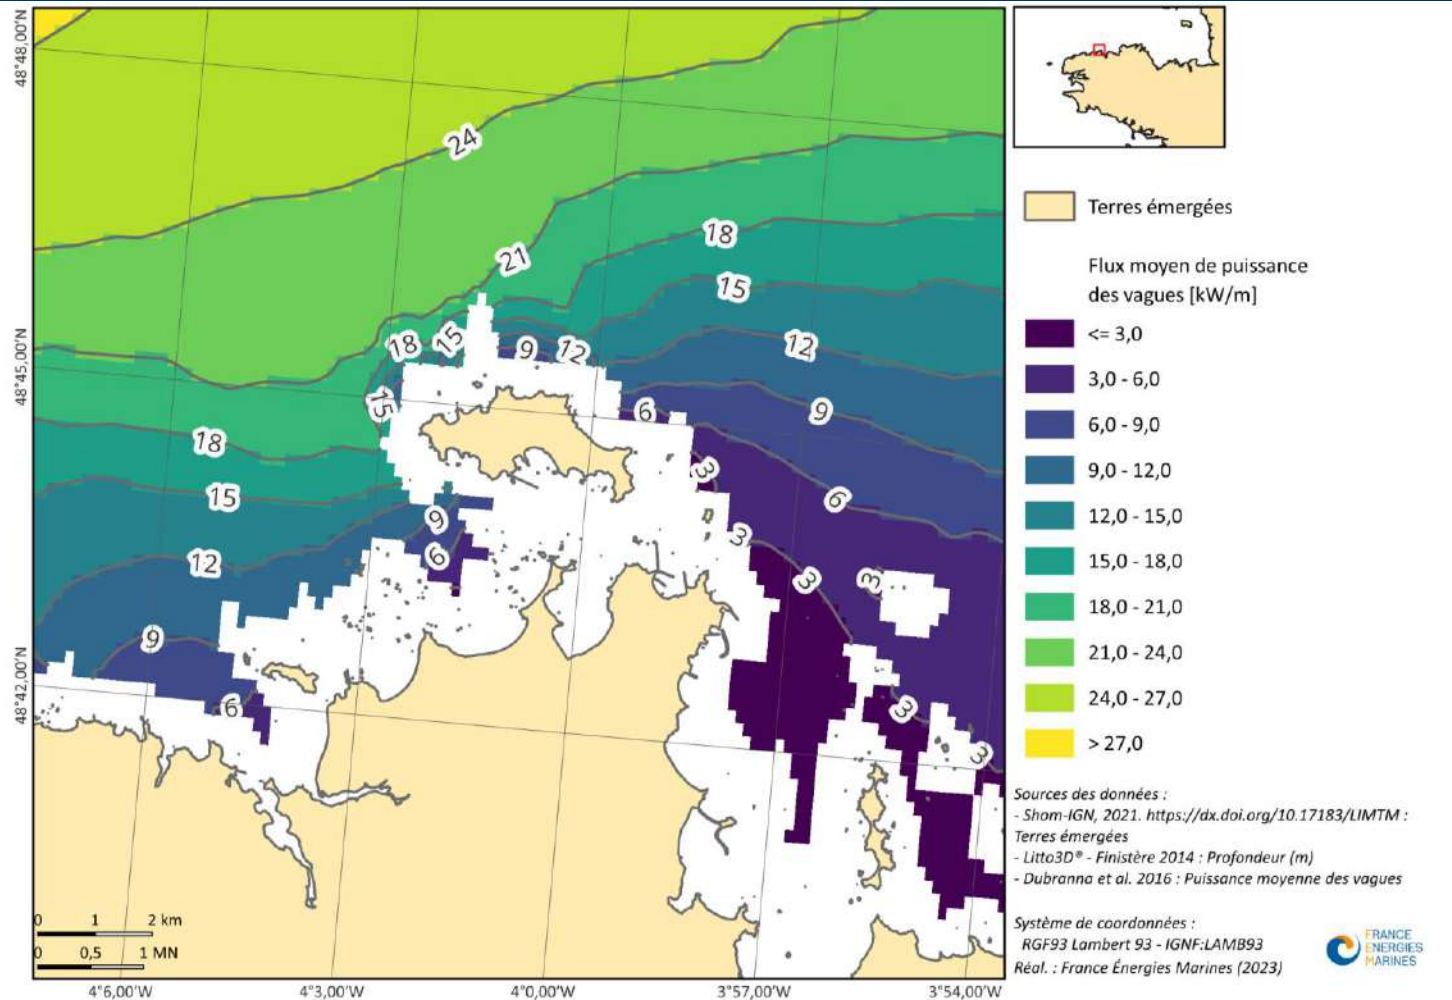 48°48,00'N
48°45,00'N
48°42,00'N
24
21
18
15
18
15
9
12
12
15
9
6
18
3
6
15
9
3
12
6
3
3
9
6
3
3
0 1 2 km
0 0,5 1 MN
4°6,00'W
4°3,00'W
4°0,00'W
3°57,00'W
3°54,00'W
Terres émergées
Flux moyen de puissance
des vagues [kW/m]
<= 3,0
3,0 - 6,0
6,0 - 9,0
9,0 - 12,0
12,0 - 15,0
15,0 - 18,0
18,0 - 21,0
21,0 - 24,0
24,0 - 27,0
> 27,0
Sources des données :
- Shom-IGN, 2021. https://dx.doi.org/10.17183/LIMTM :
Terres émergées
- Litto3D® - Finistère 2014 : Profondeur (m)
- Dubranna et al. 2016 : Puissance moyenne des vagues
Système de coordonnées :
RGF93 Lambert 93 - IGNF:LAMB93
Réal. : France Énergies Marines (2023)
FRANCE
ENERGIES
MARINES